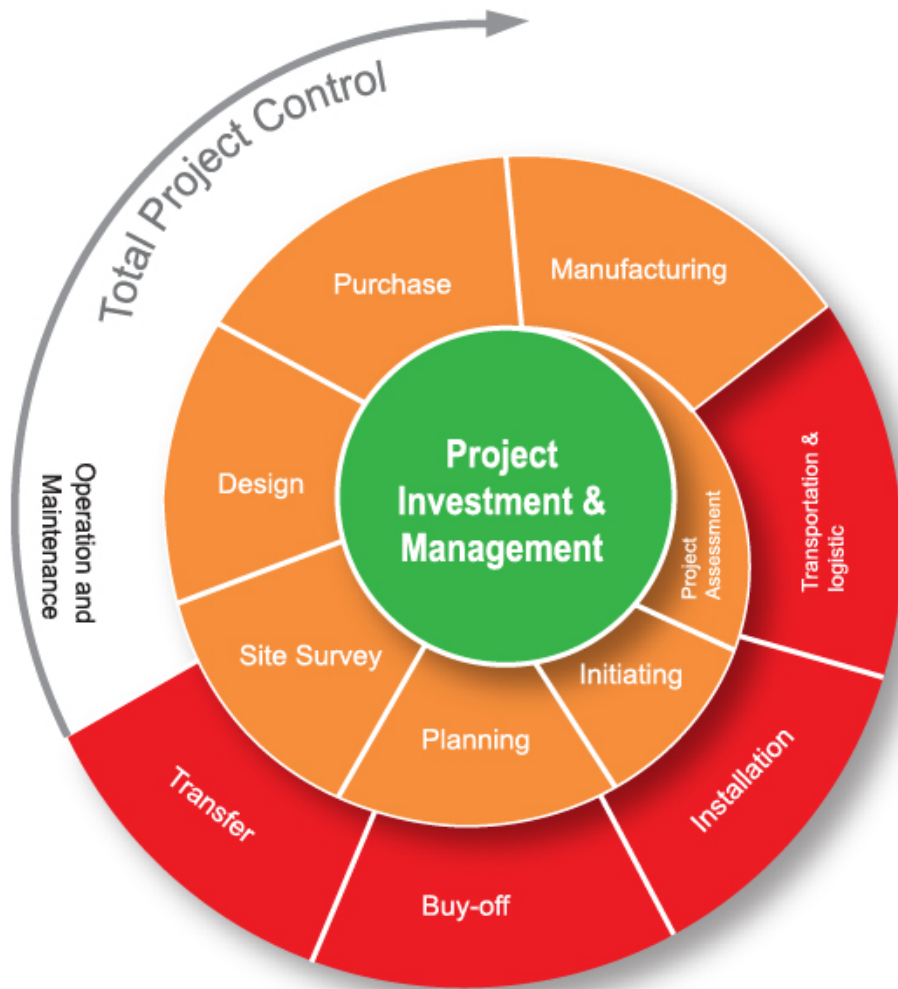 Total Project Control
Manufacturing
Purchase
Project
Investment &
Management
Design
Operation and
Maintenance
Transportation &
logistic
Project
Assessment
Site Survey
Initiating
Planning
Installation
Transfer
Buy-off